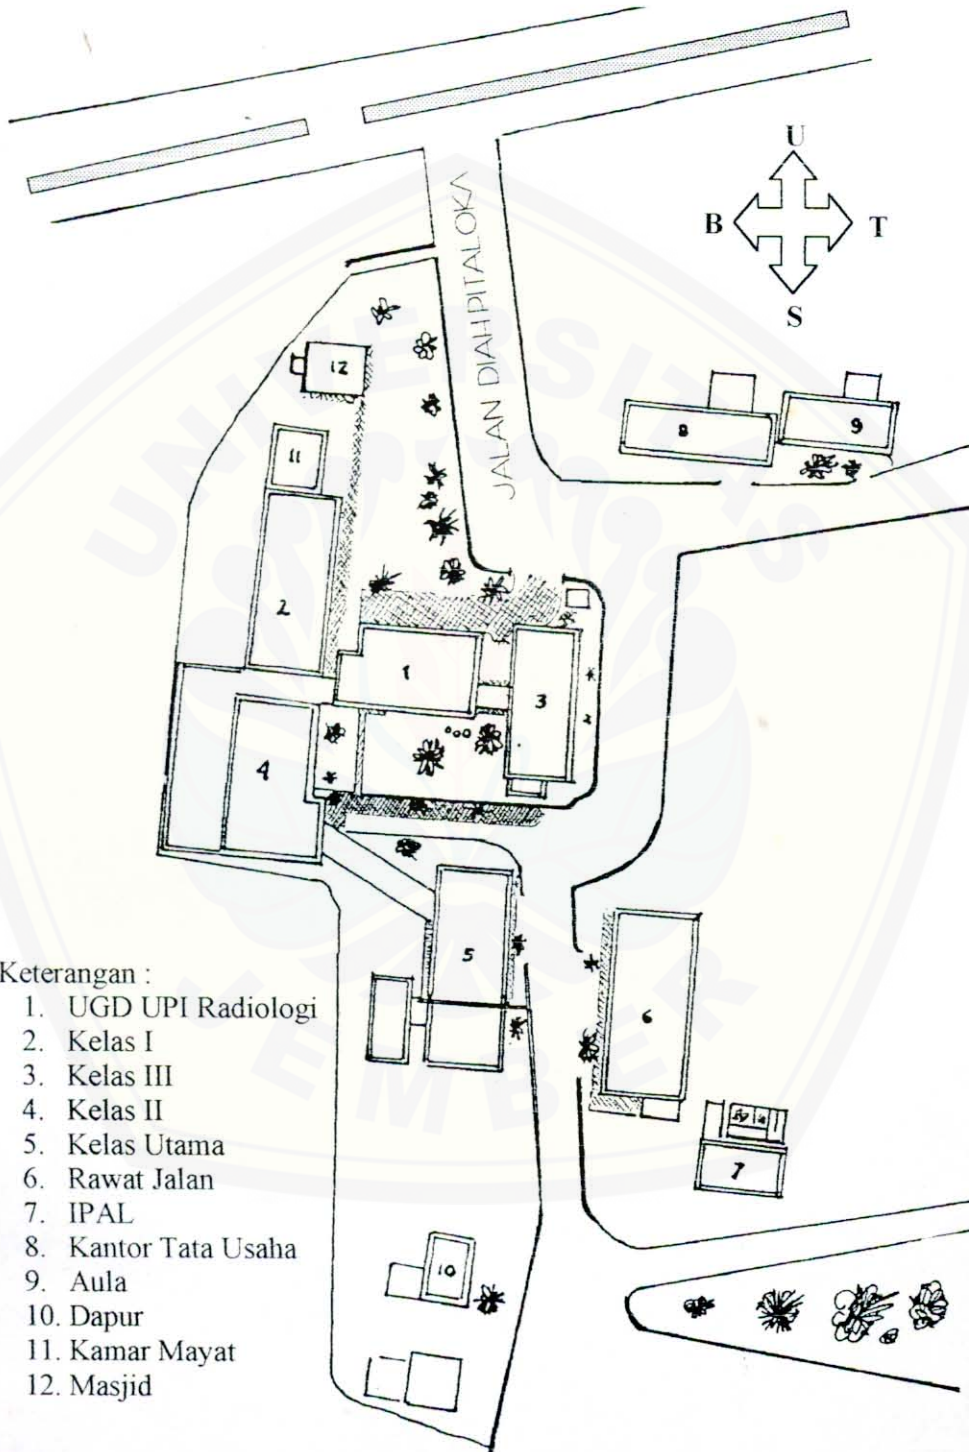 U
B T
S
JALAN DIAH PITALOKA
12
11
8
9
2
1
3
4
5
6
7
10
Keterangan :
1. UGD UPI Radiologi
2. Kelas I
3. Kelas III
4. Kelas II
5. Kelas Utama
6. Rawat Jalan
7. IPAL
8. Kantor Tata Usaha
9. Aula
10. Dapur
11. Kamar Mayat
12. Masjid
UNIVERSITAS
JEMBER